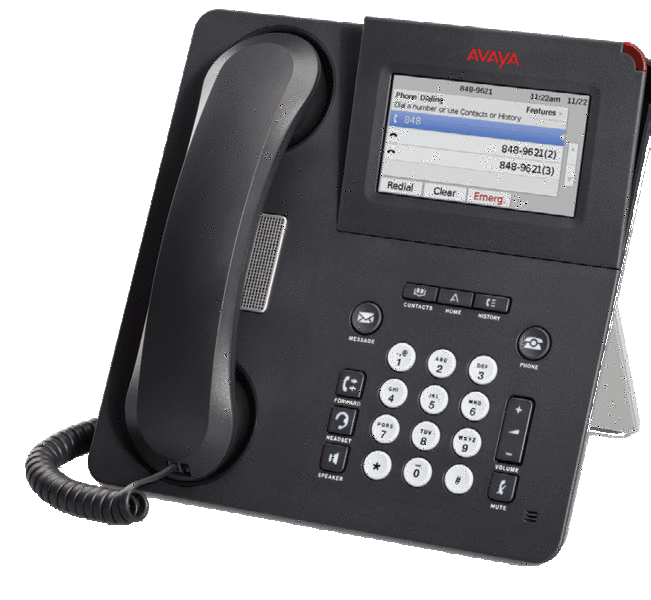 AVAYA
848-9621 11:22am 11/22
Phone Dialing
Features
Dial a number or use Contacts or History
848
848-9621(2)
848-9621(3)
Redial Clear Emerg.
CONTACTS HOME HISTORY
MESSAGE
PHONE
.,@ 1 ABC 2 DEF 3
GHI 4 JKL 5 MNO 6
PQRS 7 TUV 8 WXYZ 9
* 0 #
FORWARD
HEADSET
SPEAKER
+
-
VOLUME
MUTE